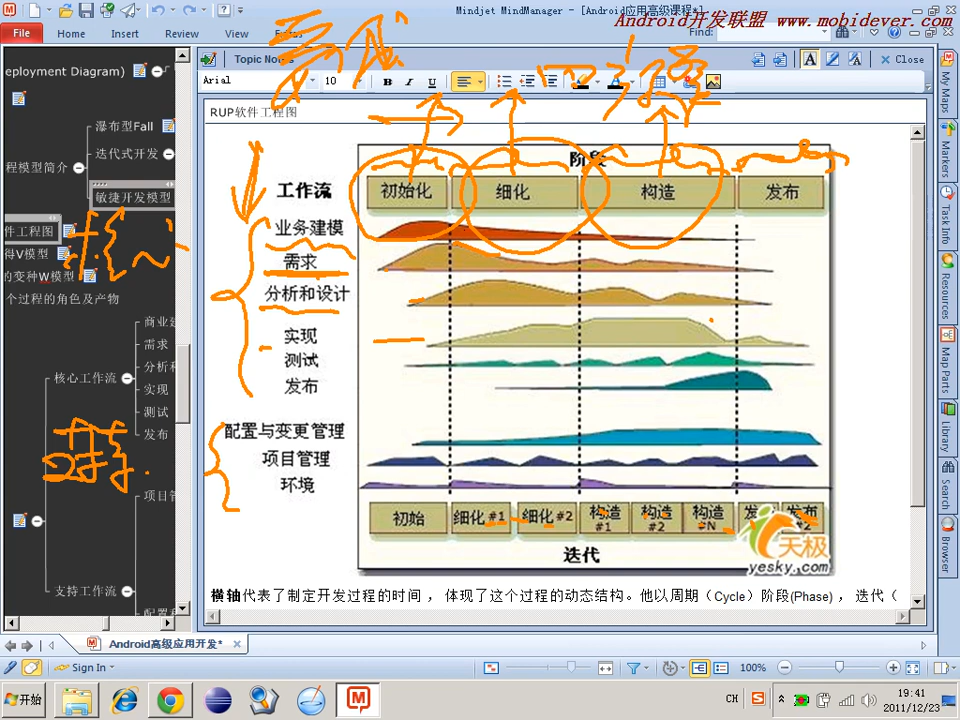 Mindjet MindManager - [Android应用高级课程*]
Android开发联盟 www.mobidever.com
File
Home
Insert
Review
View
Find:
eployment Diagram)
Topic Notes
Close
Arial
10
B I U
RUP软件工程图
瀑布型Fall
迭代式开发
程模型简介
敏捷开发模型
件工程图
得V模型
的变种W模型
个过程的角色及产物
需求
核心工作流
分析和
实现
测试
发布
项目管
支持工作流
阶段
工作流
初始化
细化
构造
发布
业务建模
需求
分析和设计
实现
测试
发布
配置与变更管理
项目管理
环境
初始
细化#1
细化#2
构造#1
构造#2
构造#N
迭代
天极
yesky.com
横轴代表了制定开发过程的时间，体现了这个过程的动态结构。他以周期（Cycle）阶段(Phase)，迭代（
My Maps
Markers
Task Info
Resources
Map Parts
Library
Search
Browser
Android高级应用开发*
Sign In
100%
开始
CH
19:41
2011/12/23